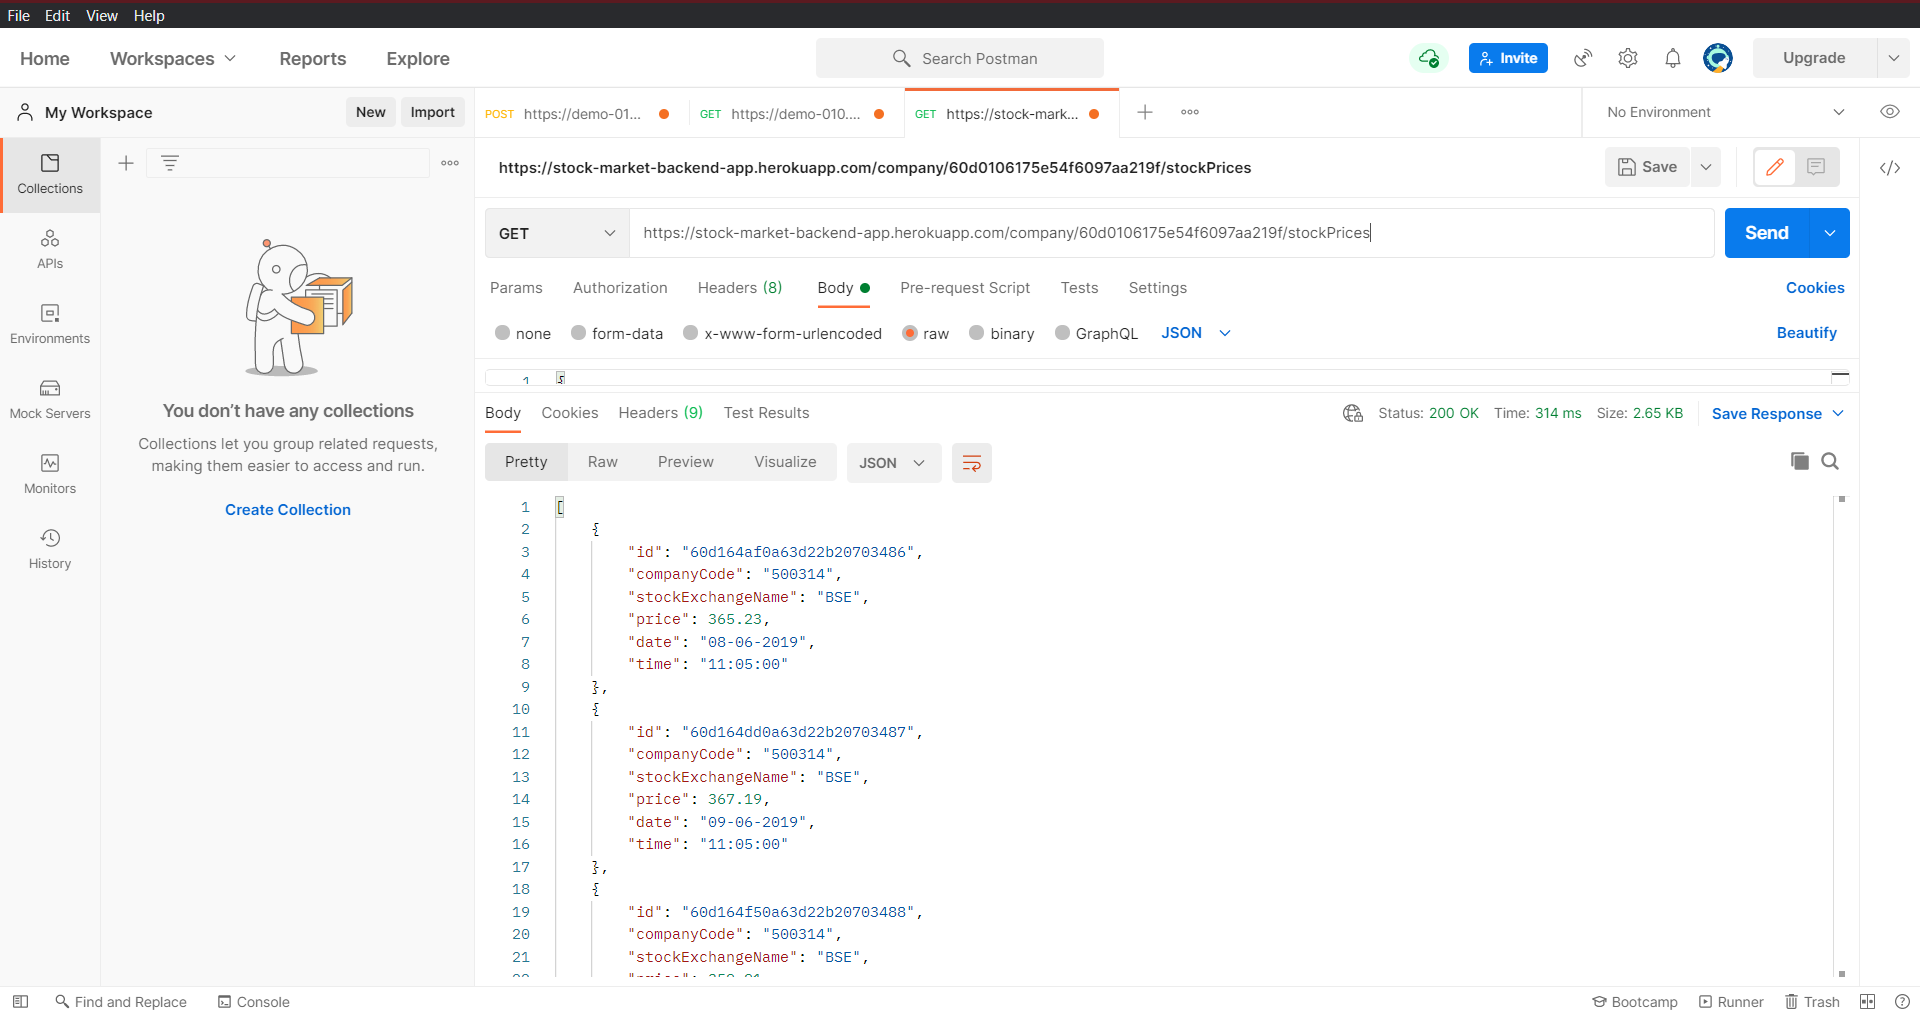 File Edit View Help
Home Workspaces Reports Explore Search Postman Invite Upgrade
My Workspace New Import POST https://demo-01... GET https://demo-010.... GET https://stock-mark... No Environment
https://stock-market-backend-app.herokuapp.com/company/60d0106175e54f6097aa219f/stockPrices Save
Collections
GET https://stock-market-backend-app.herokuapp.com/company/60d0106175e54f6097aa219f/stockPrices Send
APIs
Params Authorization Headers (8) Body Pre-request Script Tests Settings Cookies
Environments
none form-data x-www-form-urlencoded raw binary GraphQL JSON Beautify
1 {
Mock Servers
You don't have any collections
Collections let you group related requests,
making them easier to access and run.
Create Collection
Monitors
History
Body Cookies Headers (9) Test Results Status: 200 OK Time: 314 ms Size: 2.65 KB Save Response
Pretty Raw Preview Visualize JSON
1 [
2 {
3 "id": "60d164af0a63d22b20703486",
4 "companyCode": "500314",
5 "stockExchangeName": "BSE",
6 "price": 365.23,
7 "date": "08-06-2019",
8 "time": "11:05:00"
9 },
10 {
11 "id": "60d164dd0a63d22b20703487",
12 "companyCode": "500314",
13 "stockExchangeName": "BSE",
14 "price": 367.19,
15 "date": "09-06-2019",
16 "time": "11:05:00"
17 },
18 {
19 "id": "60d164f50a63d22b20703488",
20 "companyCode": "500314",
21 "stockExchangeName": "BSE",
Find and Replace Console Bootcamp Runner Trash